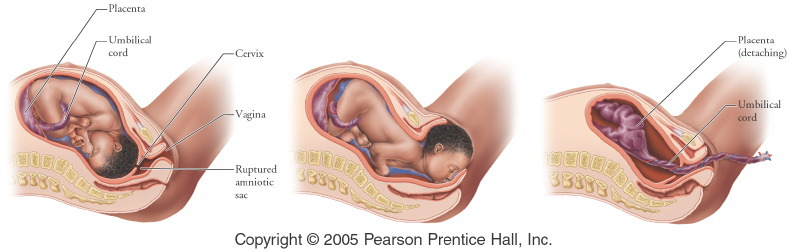 Placenta
Umbilical
cord
Cervix
Vagina
Ruptured
amniotic
sac
Placenta
(detaching)
Umbilical
cord
Copyright © 2005 Pearson Prentice Hall, Inc.